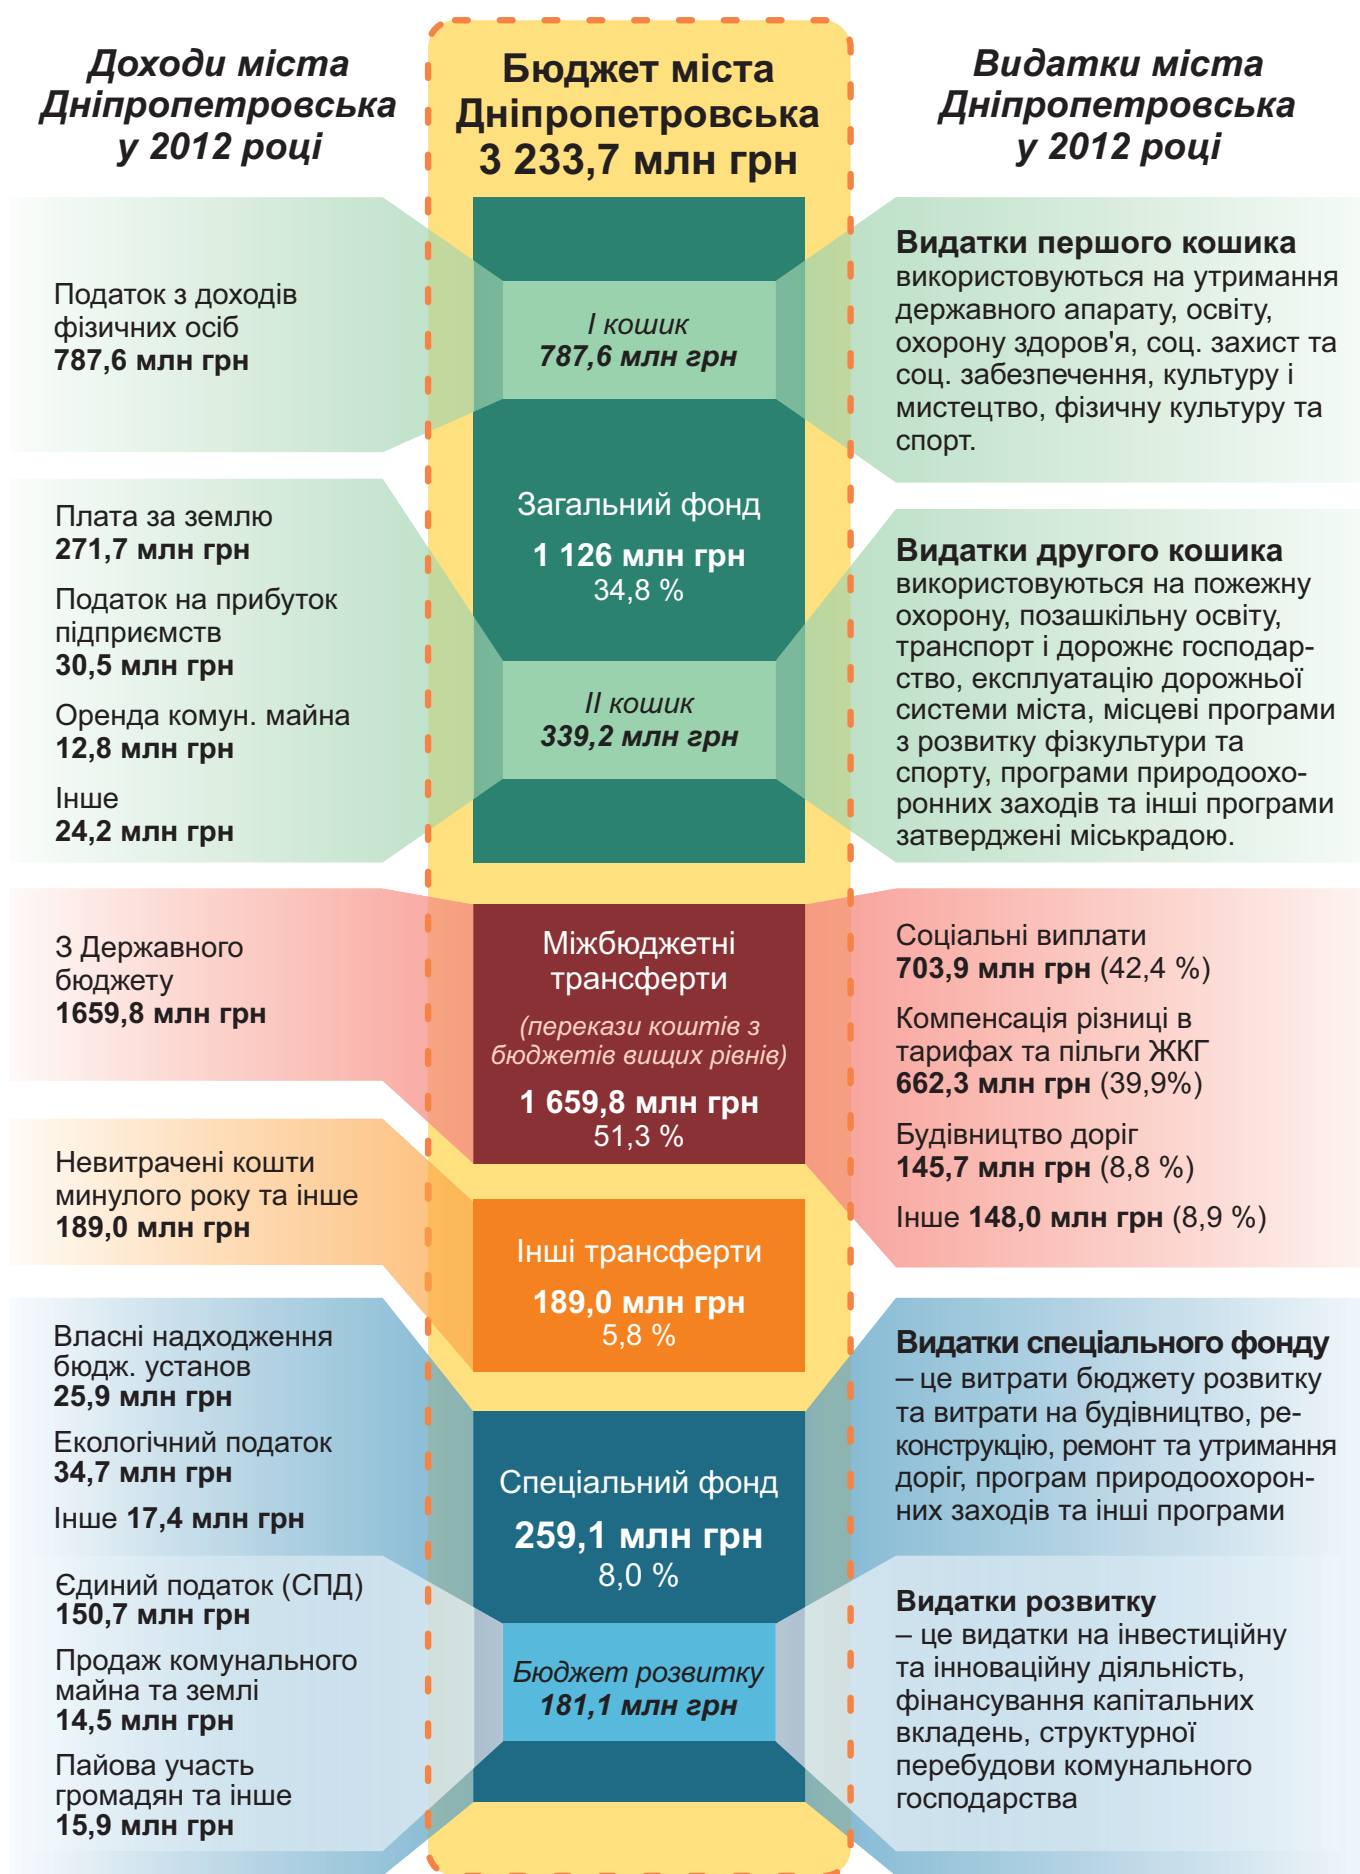 Доходи міста
Дніпропетровська
у 2012 році
Податок з доходів
фізичних осіб
787,6 млн грн
Плата за землю
271,7 млн грн
Податок на прибуток
підприємств
30,5 млн грн
Оренда комун. майна
12,8 млн грн
Інше
24,2 млн грн
З Державного
бюджету
1659,8 млн грн
Невитрачені кошти
минулого року та інше
189,0 млн грн
Власні надходження
бюдж. установ
25,9 млн грн
Екологічний податок
34,7 млн грн
Інше 17,4 млн грн
Єдиний податок (СПД)
150,7 млн грн
Продаж комунального
майна та землі
14,5 млн грн
Пайова участь
громадян та інше
15,9 млн грн
Бюджет міста
Дніпропетровська
3 233,7 млн грн
І кошик
787,6 млн грн
Загальний фонд
1 126 млн грн
34,8 %
ІІ кошик
339,2 млн грн
Міжбюджетні
трансферти
(перекази коштів з
бюджетів вищих рівнів)
1 659,8 млн грн
51,3 %
Інші трансферти
189,0 млн грн
5,8 %
Спеціальний фонд
259,1 млн грн
8,0 %
Бюджет розвитку
181,1 млн грн
Видатки міста
Дніпропетровська
у 2012 році
Видатки першого кошика
використовуються на утримання
державного апарату, освіту,
охорону здоров'я, соц. захист та
соц. забезпечення, культуру і
мистецтво, фізичну культуру та
спорт.
Видатки другого кошика
використовуються на пожежну
охорону, позашкільну освіту,
транспорт і дорожнє господар-
ство, експлуатацію дорожньої
системи міста, місцеві програми
з розвитку фізкультури та
спорту, програми природоохо-
ронних заходів та інші програми
затверджені міськрадою.
Соціальні виплати
703,9 млн грн (42,4 %)
Компенсація різниці в
тарифах та пільги ЖКГ
662,3 млн грн (39,9%)
Будівництво доріг
145,7 млн грн (8,8 %)
Інше 148,0 млн грн (8,9 %)
Видатки спеціального фонду
– це витрати бюджету розвитку
та витрати на будівництво, ре-
конструкцію, ремонт та утримання
доріг, програм природоохорон-
них заходів та інші програми
Видатки розвитку
– це видатки на інвестиційну
та інноваційну діяльність,
фінансування капітальних
вкладень, структурної
перебудови комунального
господарства